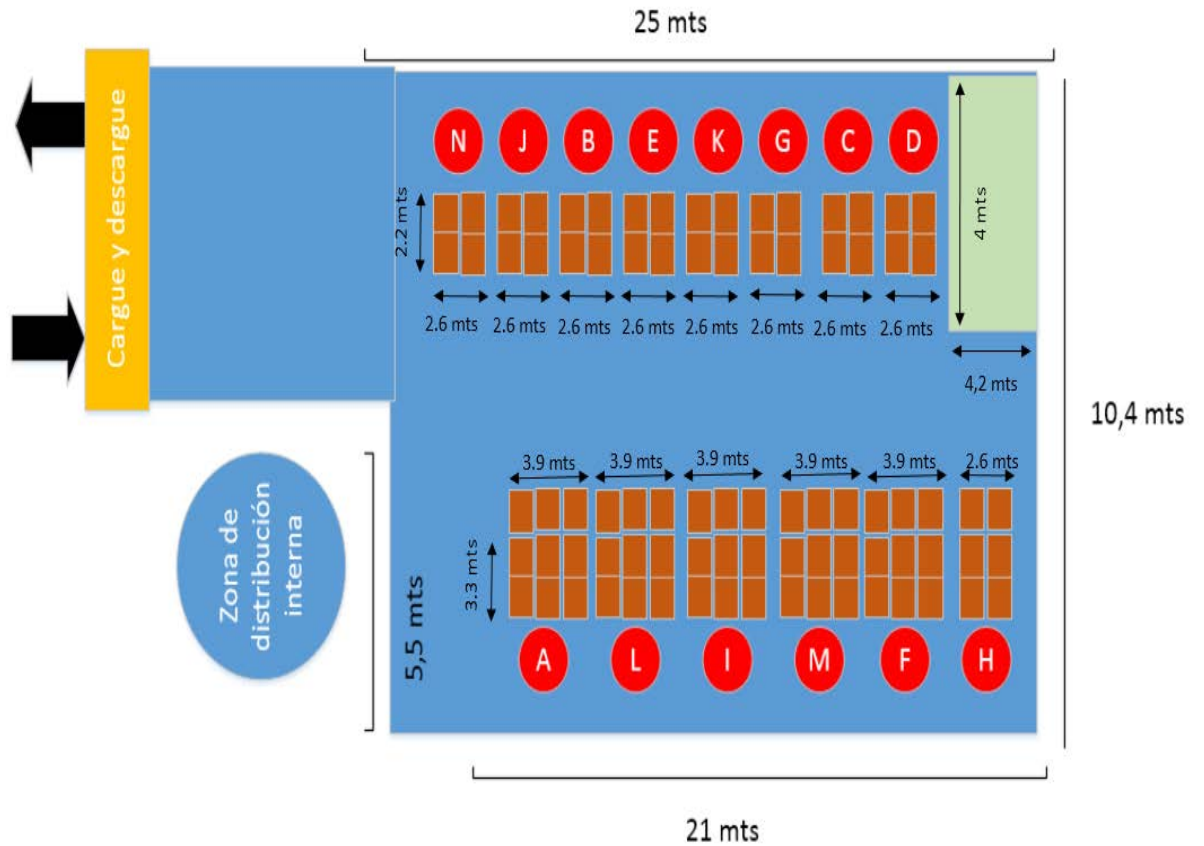 25 mts
Cargue y descargue
N J B E K G C D
2.2 mts
4 mts
2.6 mts 2.6 mts 2.6 mts 2.6 mts 2.6 mts 2.6 mts 2.6 mts 2.6 mts
4,2 mts
10,4 mts
Zona de
distribución
interna
5,5 mts
3.9 mts 3.9 mts 3.9 mts 3.9 mts 3.9 mts 2.6 mts
3.3 mts
A L I M F H
21 mts